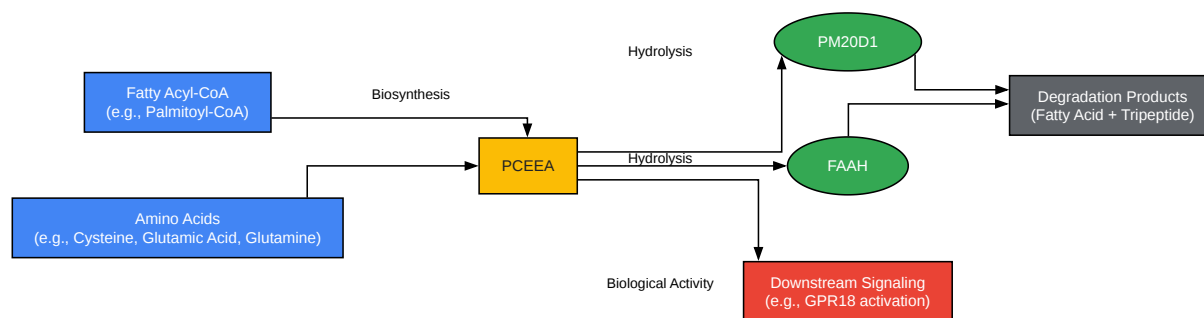 PM20D1
Hydrolysis
Fatty Acyl-CoA
(e.g., Palmitoyl-CoA)
Biosynthesis
Degradation Products
(Fatty Acid + Tripeptide)
PCEEA
Hydrolysis
FAAH
Amino Acids
(e.g., Cysteine, Glutamic Acid, Glutamine)
Biological Activity
Downstream Signaling
(e.g., GPR18 activation)